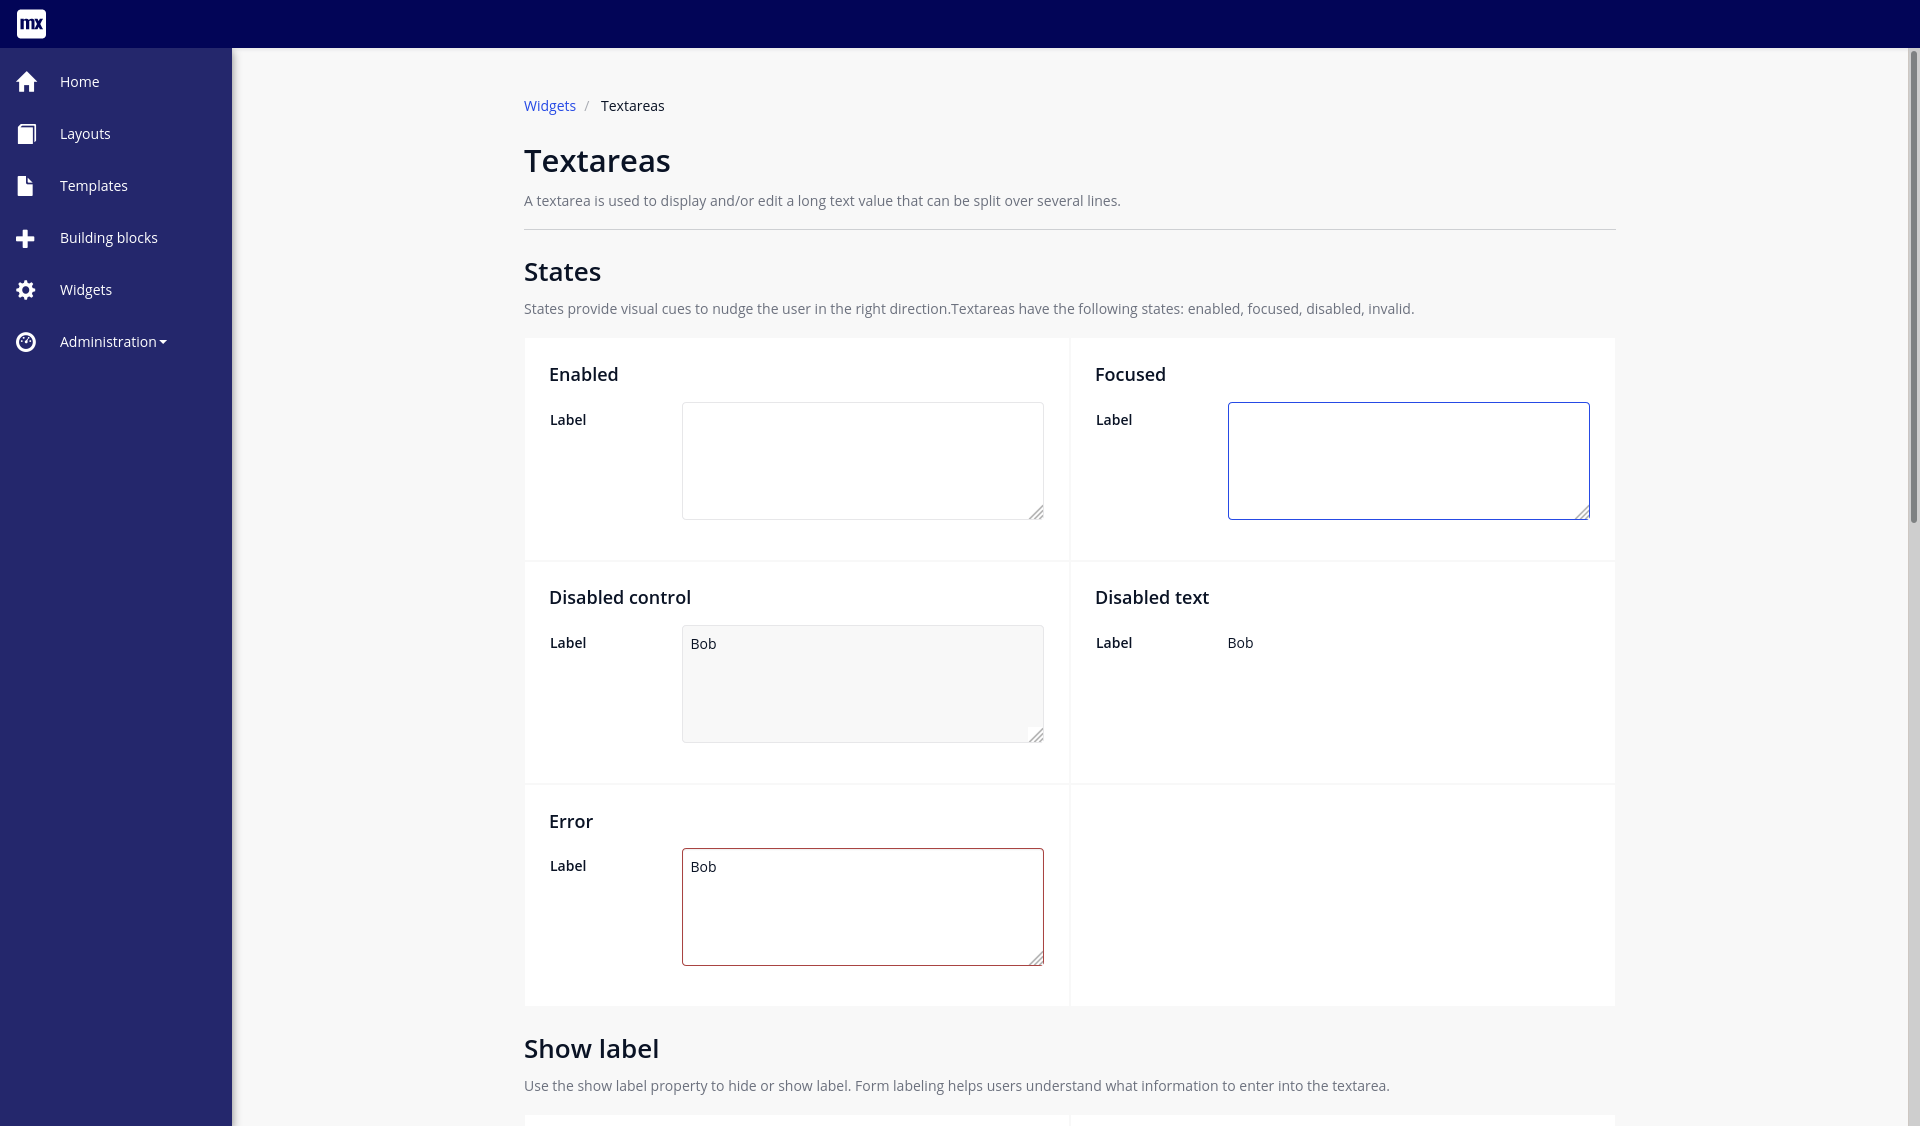 mx
Home
Layouts
Templates
Building blocks
Widgets
Administration
Widgets / Textareas
Textareas
A textarea is used to display and/or edit a long text value that can be split over several lines.
States
States provide visual cues to nudge the user in the right direction.Textareas have the following states: enabled, focused, disabled, invalid.
Enabled
Label
Focused
Label
Disabled control
Label Bob
Disabled text
Label Bob
Error
Label Bob
Show label
Use the show label property to hide or show label. Form labeling helps users understand what information to enter into the textarea.